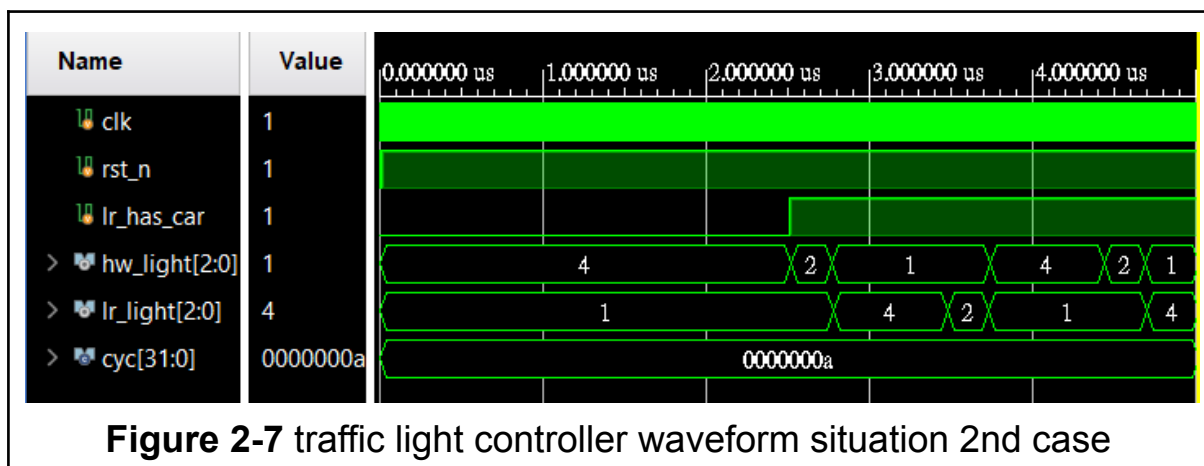 Name Value 0.000000 us 1.000000 us 2.000000 us 3.000000 us 4.000000 us
clk 1
rst_n 1
lr_has_car 1
> hw_light[2:0] 1 4 2 1 4 2 1
> lr_light[2:0] 4 1 4 2 1 4
> cyc[31:0] 0000000a 0000000a
Figure 2-7 traffic light controller waveform situation 2nd case